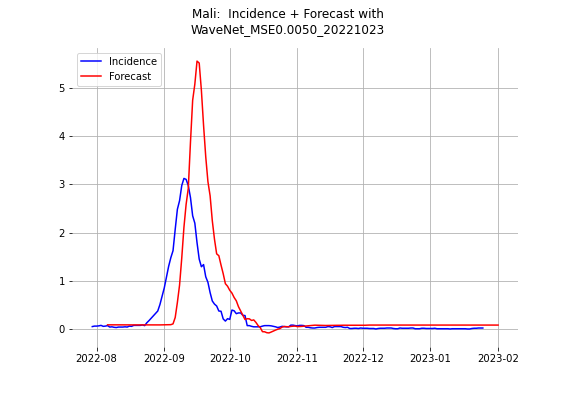 Mali:  Incidence + Forecast with
WaveNet_MSE0.0050_20221023
Incidence
Forecast
5
4
3
2
1
0
2022-08 2022-09 2022-10 2022-11 2022-12 2023-01 2023-02